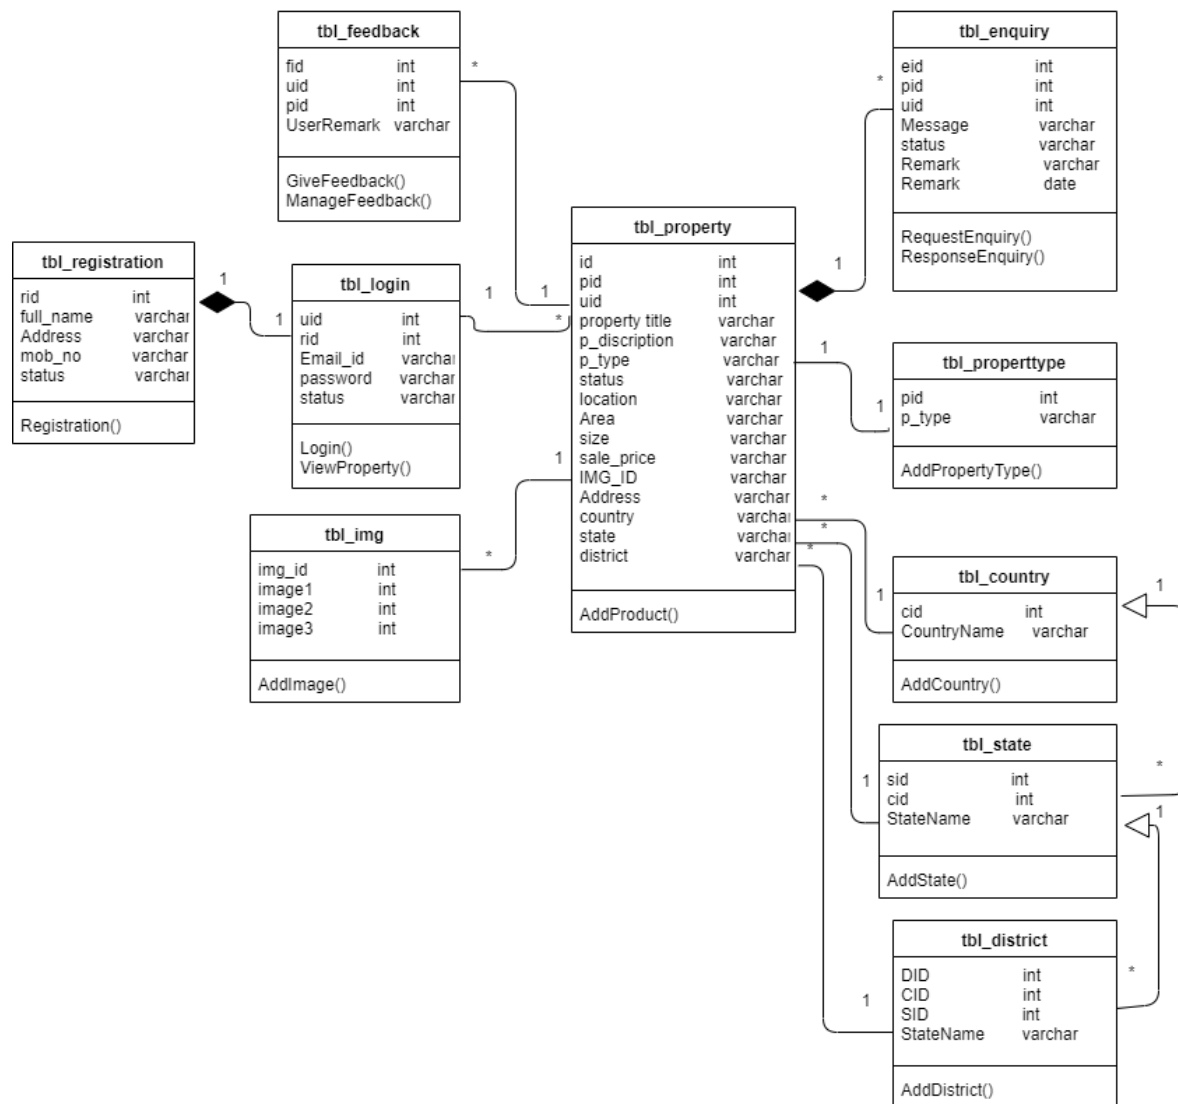 tbl_feedback
fid int
uid int
pid int
UserRemark varchar
GiveFeedback()
ManageFeedback()
*
1
tbl_enquiry
eid int
pid int
uid int
Message varchar
status varchar
Remark varchar
Remark date
RequestEnquiry()
ResponseEnquiry()
*
1
tbl_registration
rid int
full_name varchar
Address varchar
mob_no varchar
status varchar
Registration()
1
1
tbl_login
uid int
rid int
Email_id varchar
password varchar
status varchar
Login()
ViewProperty()
1
*
tbl_property
id int
pid int
uid int
property title varchar
p_discription varchar
p_type varchar
status varchar
location varchar
Area varchar
size varchar
sale_price varchar
IMG_ID varchar
Address varchar
country varchar
state varchar
district varchar
AddProduct()
1
1
tbl_properttype
pid int
p_type varchar
AddPropertyType()
1
*
tbl_img
img_id int
image1 int
image2 int
image3 int
AddImage()
*
*
*
1
tbl_country
cid int
CountryName varchar
AddCountry()
1
1
tbl_state
sid int
cid int
StateName varchar
AddState()
*
1
1
tbl_district
DID int
CID int
SID int
StateName varchar
AddDistrict()
*